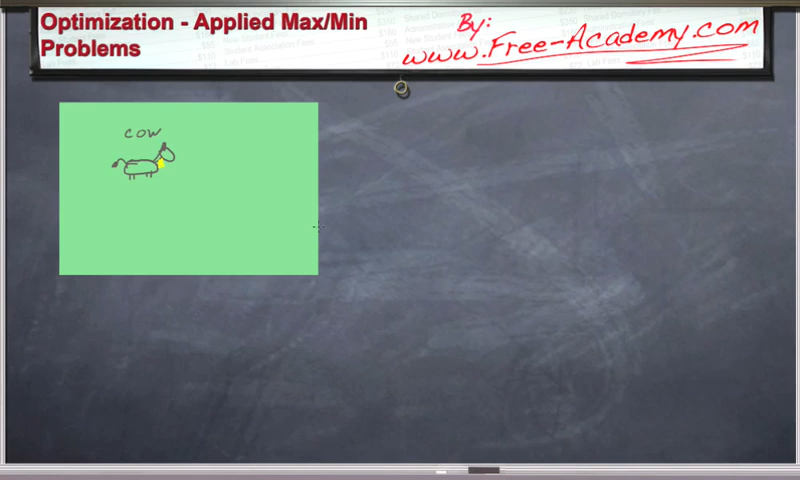 Optimization - Applied Max/Min
Problems
By:
www.Free-Academy.com
cow